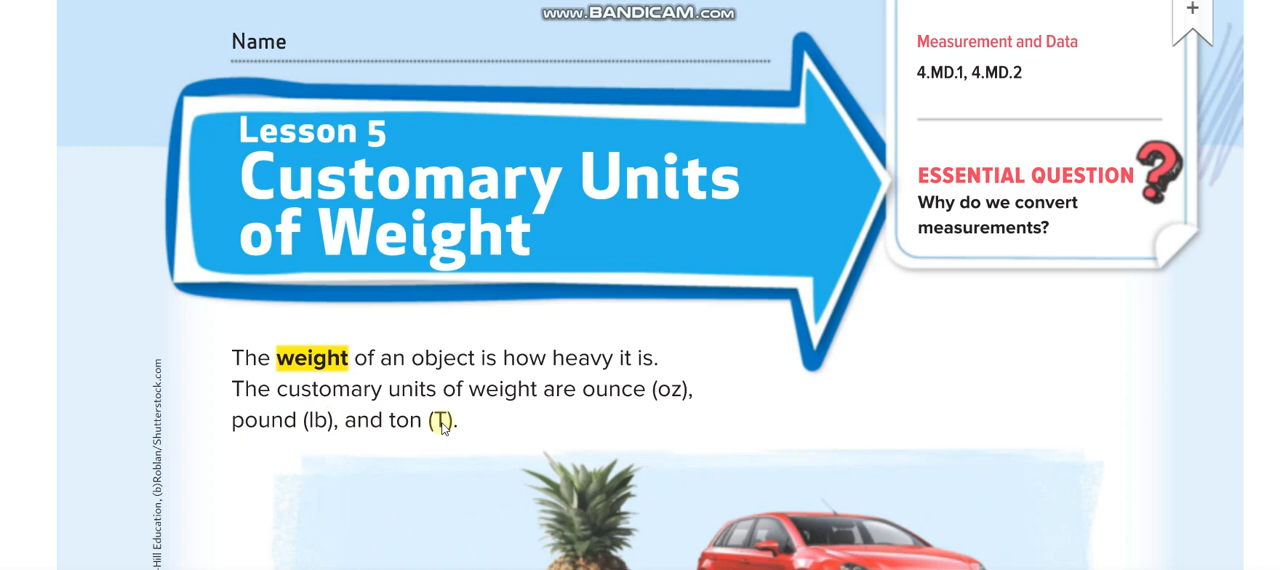 www.BANDICAM.com
Name
Measurement and Data
4.MD.1, 4.MD.2
Lesson 5
Customary Units
of Weight
ESSENTIAL QUESTION
Why do we convert
measurements?
The weight of an object is how heavy it is.
The customary units of weight are ounce (oz),
pound (lb), and ton (T).
-Hill Education, (b)Roblan/Shutterstock.com